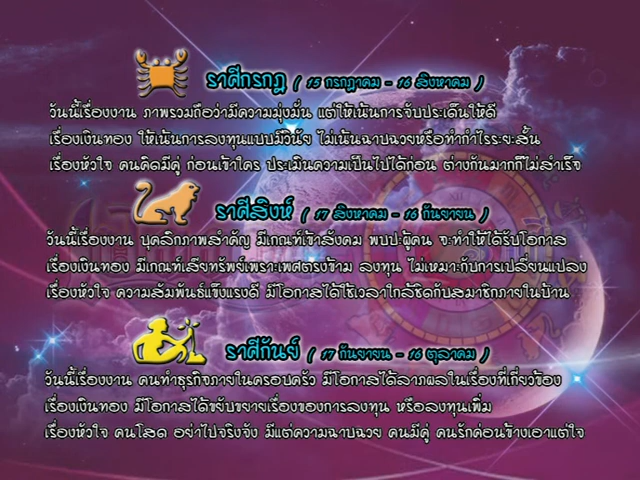 ราศีกรกฎ ( 15 กรกฎาคม - 16 สิงหาคม )
วันนี้เรื่องงาน ภาพรวมถือว่ามีความมุ่งมั่น แต่ให้เน้นการจับประเด็นให้ดี
เรื่องเงินทอง ให้เน้นการลงทุนแบบมีวินัย ไม่เน้นฉาบฉวยหรือทำกำไรระยะสั้น
เรื่องหัวใจ คนคิดมีคู่ ก่อนเข้าใคร ประเมินความเป็นไปได้ก่อน ต่างกันมากก็ไม่สำเร็จ
ราศีสิงห์ ( 17 สิงหาคม - 16 กันยายน )
วันนี้เรื่องงาน บุคลิกภาพสำคัญ มีเกณฑ์เข้าสังคม พบปะผู้คน จะทำให้ได้รับโอกาส
เรื่องเงินทอง มีเกณฑ์เสียทรัพย์เพราะเพศตรงข้าม ลงทุน ไม่เหมาะกับการเปลี่ยนแปลง
เรื่องหัวใจ ความสัมพันธ์แข็งแรงดี มีโอกาสได้ใช้เวลาใกล้ชิดกับสมาชิกภายในบ้าน
ราศีกันย์ ( 17 กันยายน - 16 ตุลาคม )
วันนี้เรื่องงาน คนทำธุรกิจภายในครอบครัว มีโอกาสได้ลาภผลในเรื่องที่เกี่ยวข้อง
เรื่องเงินทอง มีโอกาสได้ขยับขยายเรื่องของการลงทุน หรือลงทุนเพิ่ม
เรื่องหัวใจ คนโสด อย่าไปจริงจัง มีแต่ความฉาบฉวย คนมีคู่ คนรักค่อนข้างเอาแต่ใจ